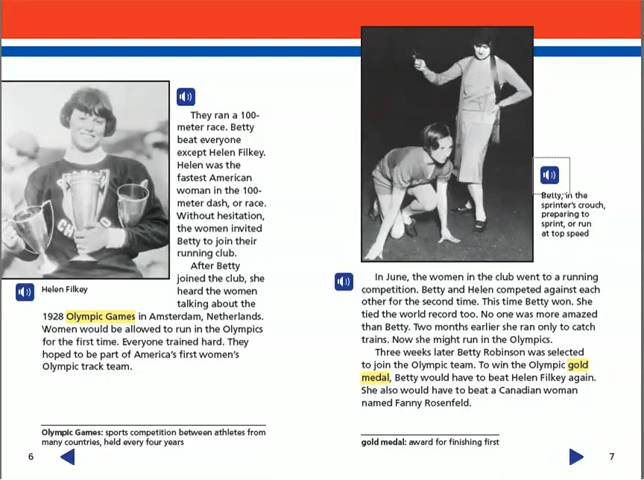 They ran a 100-
meter race. Betty
beat everyone
except Helen Filkey.
Helen was the
fastest American
woman in the 100-
meter dash, or race.
Without hesitation,
the women invited
Betty to join their
running club.
After Betty
joined the club, she
heard the women
talking about the
1928 Olympic Games in Amsterdam, Netherlands.
Women would be allowed to run in the Olympics
for the first time. Everyone trained hard. They
hoped to be part of America's first women's
Olympic track team.
Helen Filkey
Olympic Games: sports competition between athletes from
many countries, held every four years
6
Betty, in the
sprinter's crouch,
preparing to
sprint, or run
at top speed
In June, the women in the club went to a running
competition. Betty and Helen competed against each
other for the second time. This time Betty won. She
tied the world record too. No one was more amazed
than Betty. Two months earlier she ran only to catch
trains. Now she might run in the Olympics.
Three weeks later Betty Robinson was selected
to join the Olympic team. To win the Olympic gold
medal, Betty would have to beat Helen Filkey again.
She also would have to beat a Canadian woman
named Fanny Rosenfeld.
gold medal: award for finishing first
7